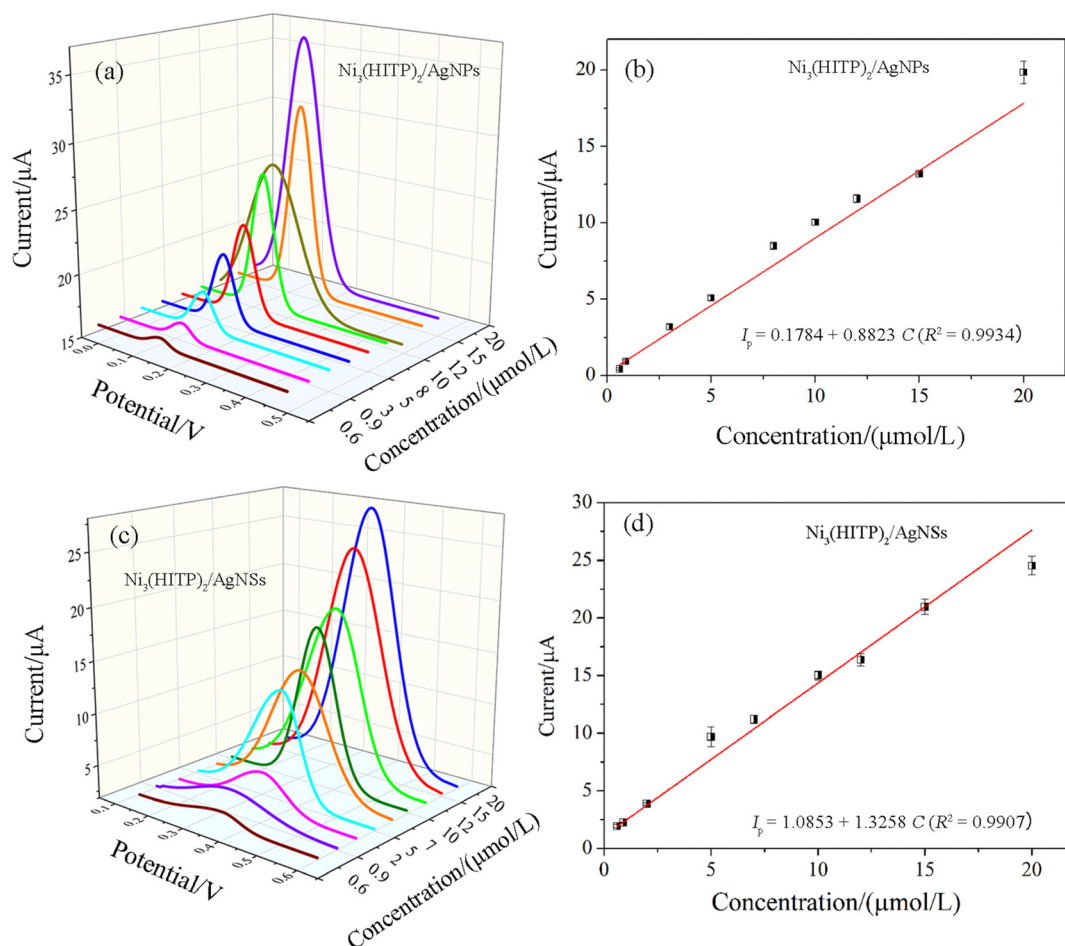 (a)
Ni₃(HITP)₂/AgNPs
Current/μA
35
30
25
20
15
0.0
0.1
0.2
0.3
0.4
0.5
Potential/V
0.6
0.9
3
5
8
10
12
15
20
Concentration/(μmol/L)
(b)
Ni₃(HITP)₂/AgNPs
Current/μA
20
15
10
5
0
Iₚ = 0.1784 + 0.8823 C (R² = 0.9934)
0 5 10 15 20
Concentration/(μmol/L)
(c)
Ni₃(HITP)₂/AgNSs
Current/μA
25
20
15
10
5
0.1
0.2
0.3
0.4
0.5
0.6
Potential/V
0.6
0.9
2
5
7
10
12
15
20
Concentration/(μmol/L)
(d)
Ni₃(HITP)₂/AgNSs
Current/μA
30
25
20
15
10
5
0
Iₚ = 1.0853 + 1.3258 C (R² = 0.9907)
0 5 10 15 20
Concentration/(μmol/L)